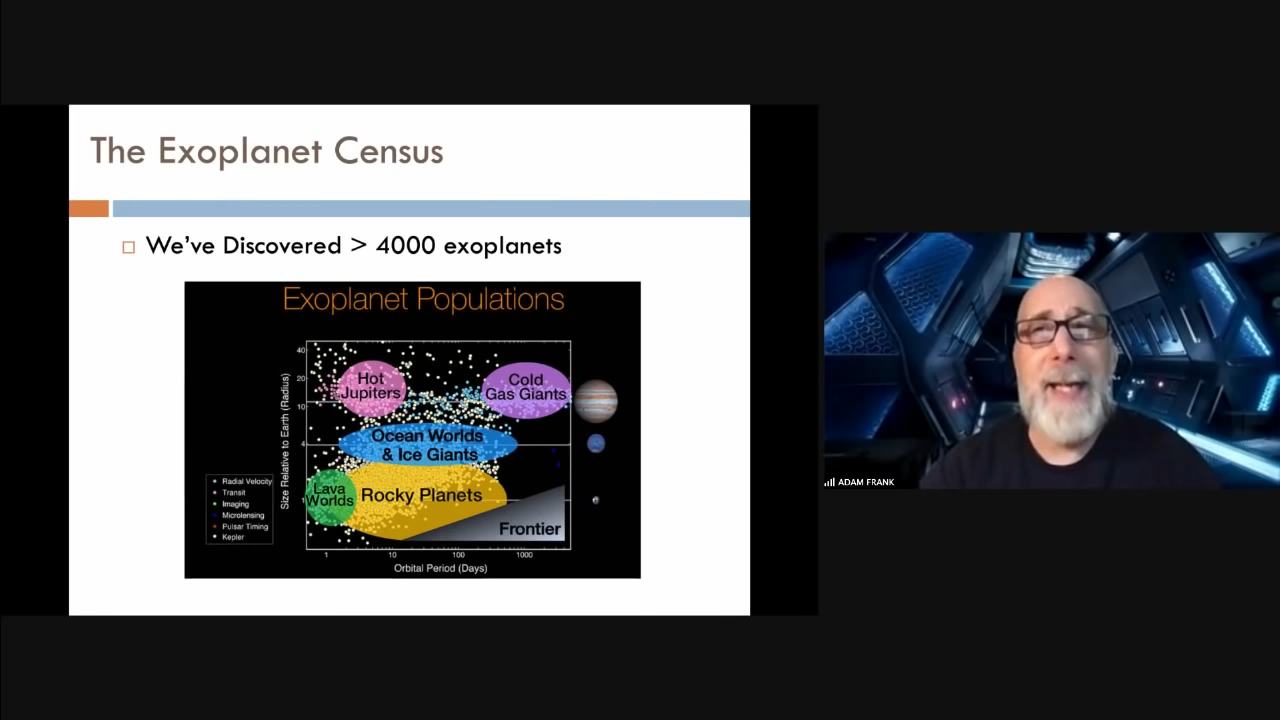 The Exoplanet Census
We've Discovered > 4000 exoplanets
Exoplanet Populations
Size Relative to Earth (Radius)
40
20
10
4
1
Hot
Jupiters
Cold
Gas Giants
Ocean Worlds
& Ice Giants
Lava
Worlds
Rocky Planets
Frontier
Radial Velocity
Transit
Imaging
Microlensing
Pulsar Timing
Kepler
1 10 100 1000
Orbital Period (Days)
ADAM FRANK